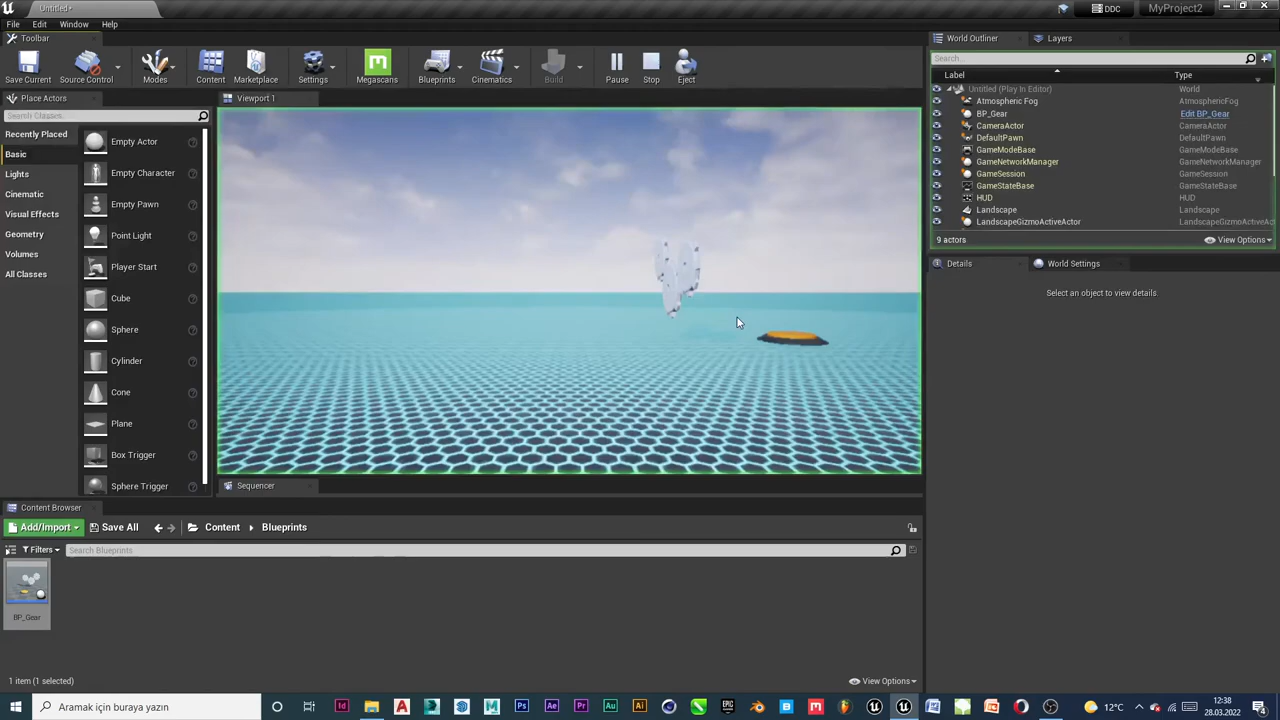 Untitled*
DDC
MyProject2
File Edit Window Help
Toolbar
World Outliner
Layers
Save Current
Source Control
Modes
Content
Marketplace
Settings
Megascans
Blueprints
Cinematics
Build
Pause
Stop
Eject
Search...
Label
Type
Place Actors
Viewport 1
Search Classes
Recently Placed
Basic
Lights
Cinematic
Visual Effects
Geometry
Volumes
All Classes
Empty Actor
Empty Character
Empty Pawn
Point Light
Player Start
Cube
Sphere
Cylinder
Cone
Plane
Box Trigger
Sphere Trigger
Untitled (Play In Editor) World
Atmospheric Fog AtmosphericFog
BP_Gear Edit BP_Gear
CameraActor CameraActor
DefaultPawn DefaultPawn
GameModeBase GameModeBase
GameNetworkManager GameNetworkManager
GameSession GameSession
GameStateBase GameStateBase
HUD HUD
Landscape Landscape
LandscapeGizmoActiveActor LandscapeGizmoActiveAc
9 actors
View Options
Details
World Settings
Select an object to view details
Sequencer
Content Browser
Add/Import
Save All
Content
Blueprints
Filters
Search Blueprints
BP_Gear
1 item (1 selected)
View Options
Aramak için buraya yazın
12°C
12:38
28.03.2022